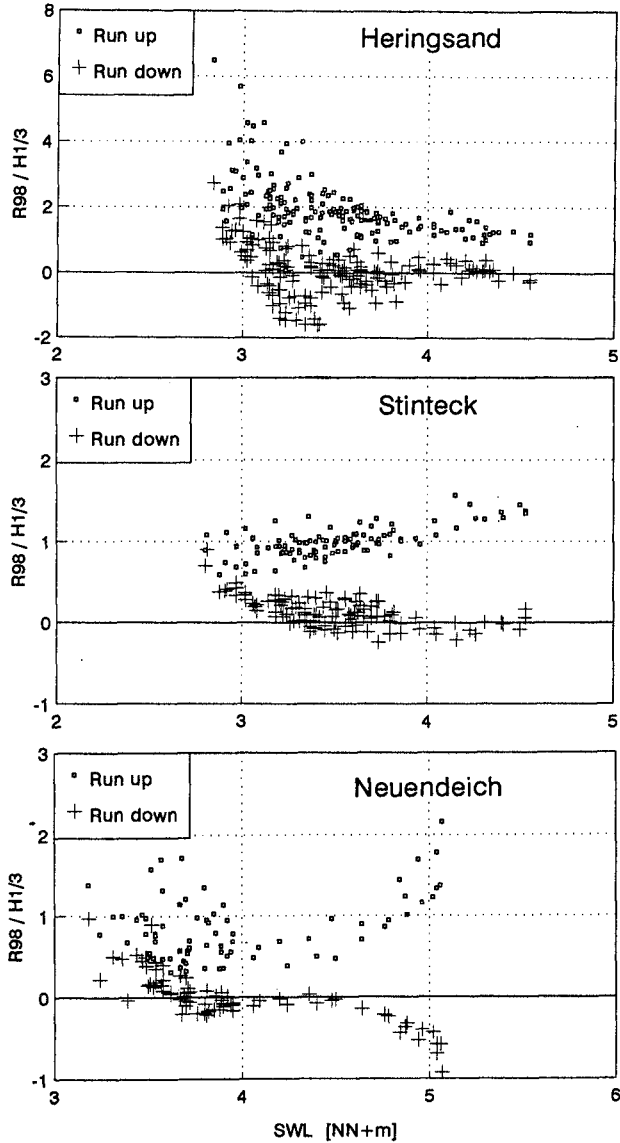 Heringsand
Run up
Run down
R98 / H1/3
8
6
4
2
0
-2
2
3
4
5
Stinteck
Run up
Run down
R98 / H1/3
3
2
1
0
-1
2
3
4
5
Neuendeich
Run up
Run down
R98 / H1/3
3
2
1
0
-1
3
4
5
6
SWL [NN+m]